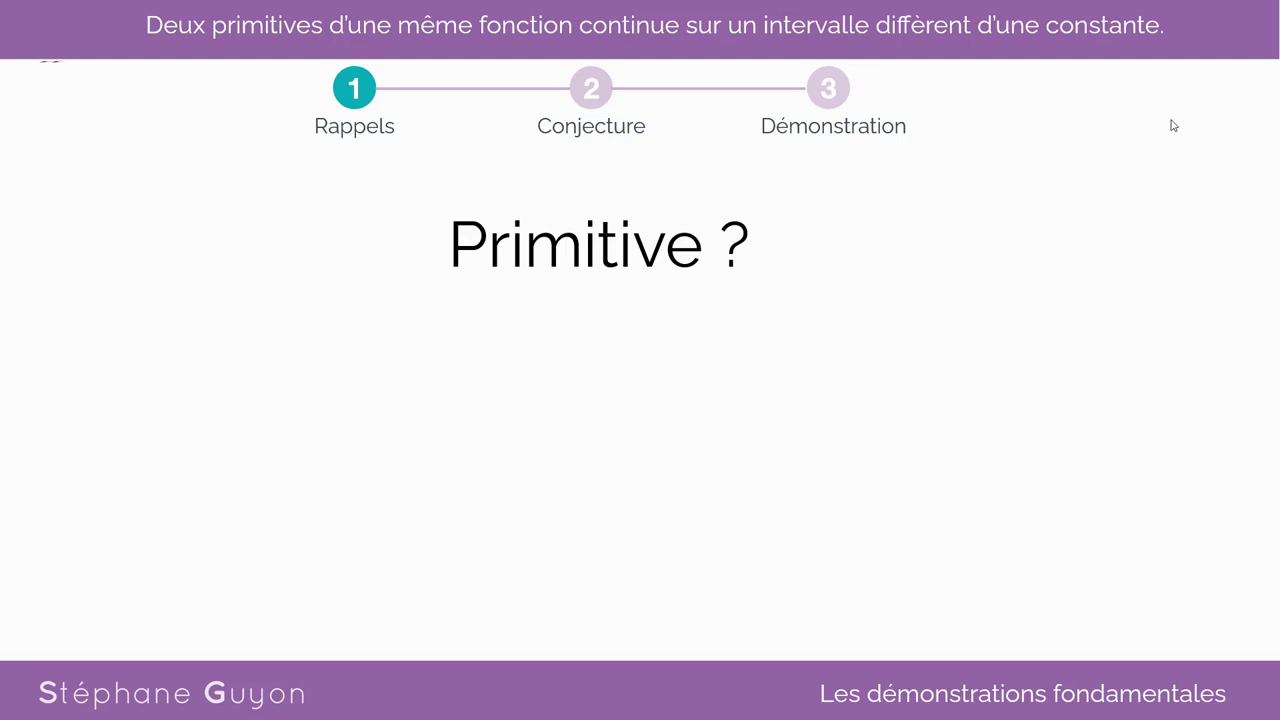 Deux primitives d’une même fonction continue sur un intervalle diffèrent d’une constante.
1
2
3
Rappels
Conjecture
Démonstration
Primitive ?
Stéphane Guyon
Les démonstrations fondamentales